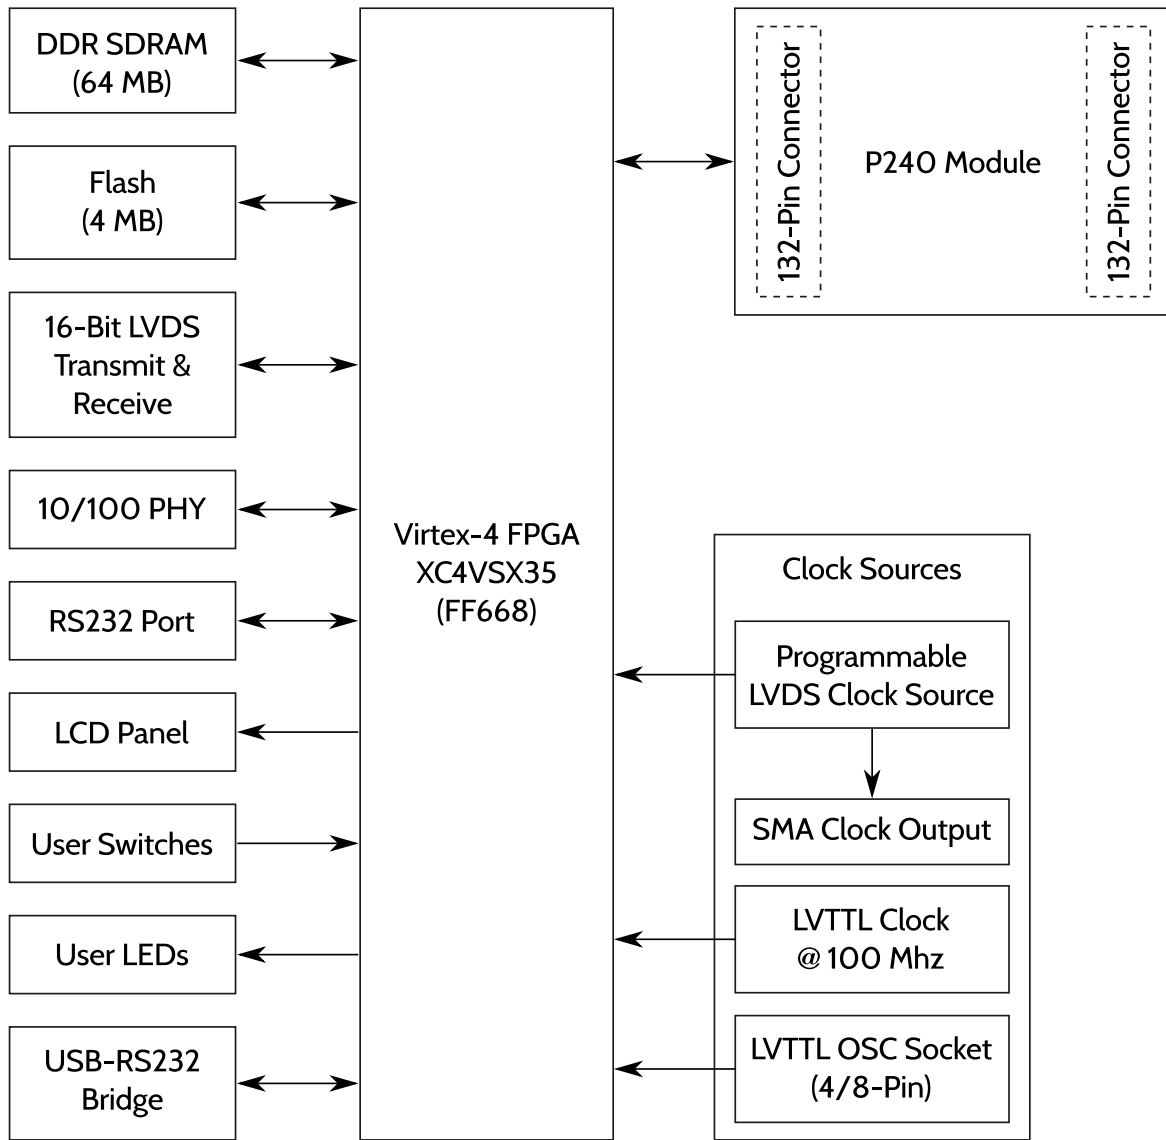 DDR SDRAM
(64 MB)
Flash
(4 MB)
16-Bit LVDS
Transmit &
Receive
10/100 PHY
RS232 Port
LCD Panel
User Switches
User LEDs
USB-RS232
Bridge
Virtex-4 FPGA
XC4VSX35
(FF668)
132-Pin Connector
P240 Module
132-Pin Connector
Clock Sources
Programmable
LVDS Clock Source
SMA Clock Output
LVTTL Clock
@ 100 Mhz
LVTTL OSC Socket
(4/8-Pin)